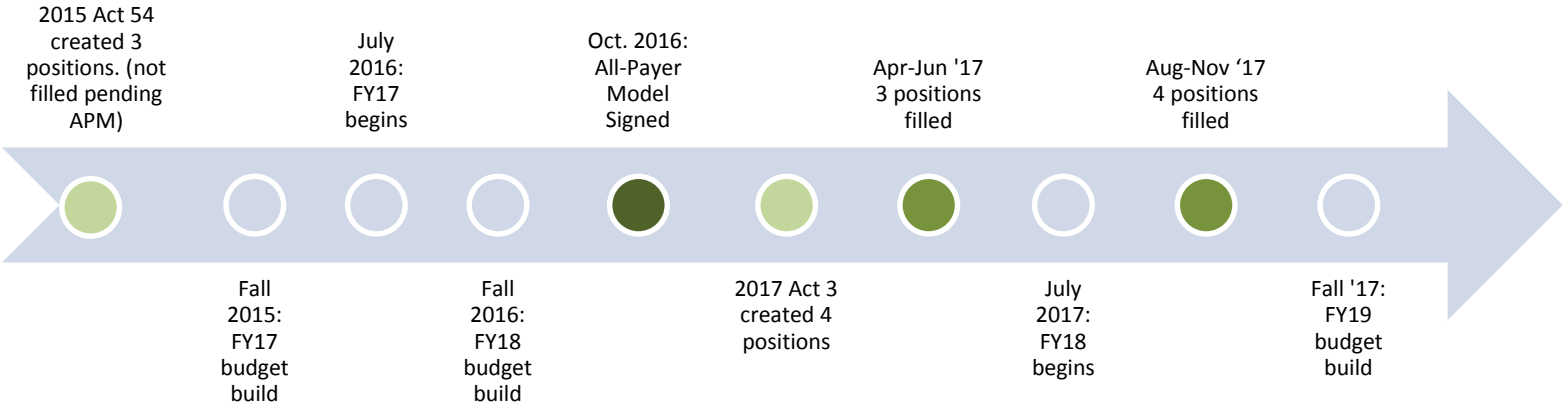 2015 Act 54
created 3
positions. (not
filled pending
APM)
July
2016:
FY17
begins
Oct. 2016:
All-Payer
Model
Signed
Apr-Jun '17
3 positions
filled
Aug-Nov ‘17
4 positions
filled
Fall
2015:
FY17
budget
build
Fall
2016:
FY18
budget
build
2017 Act 3
created 4
positions
July
2017:
FY18
begins
Fall '17:
FY19
budget
build